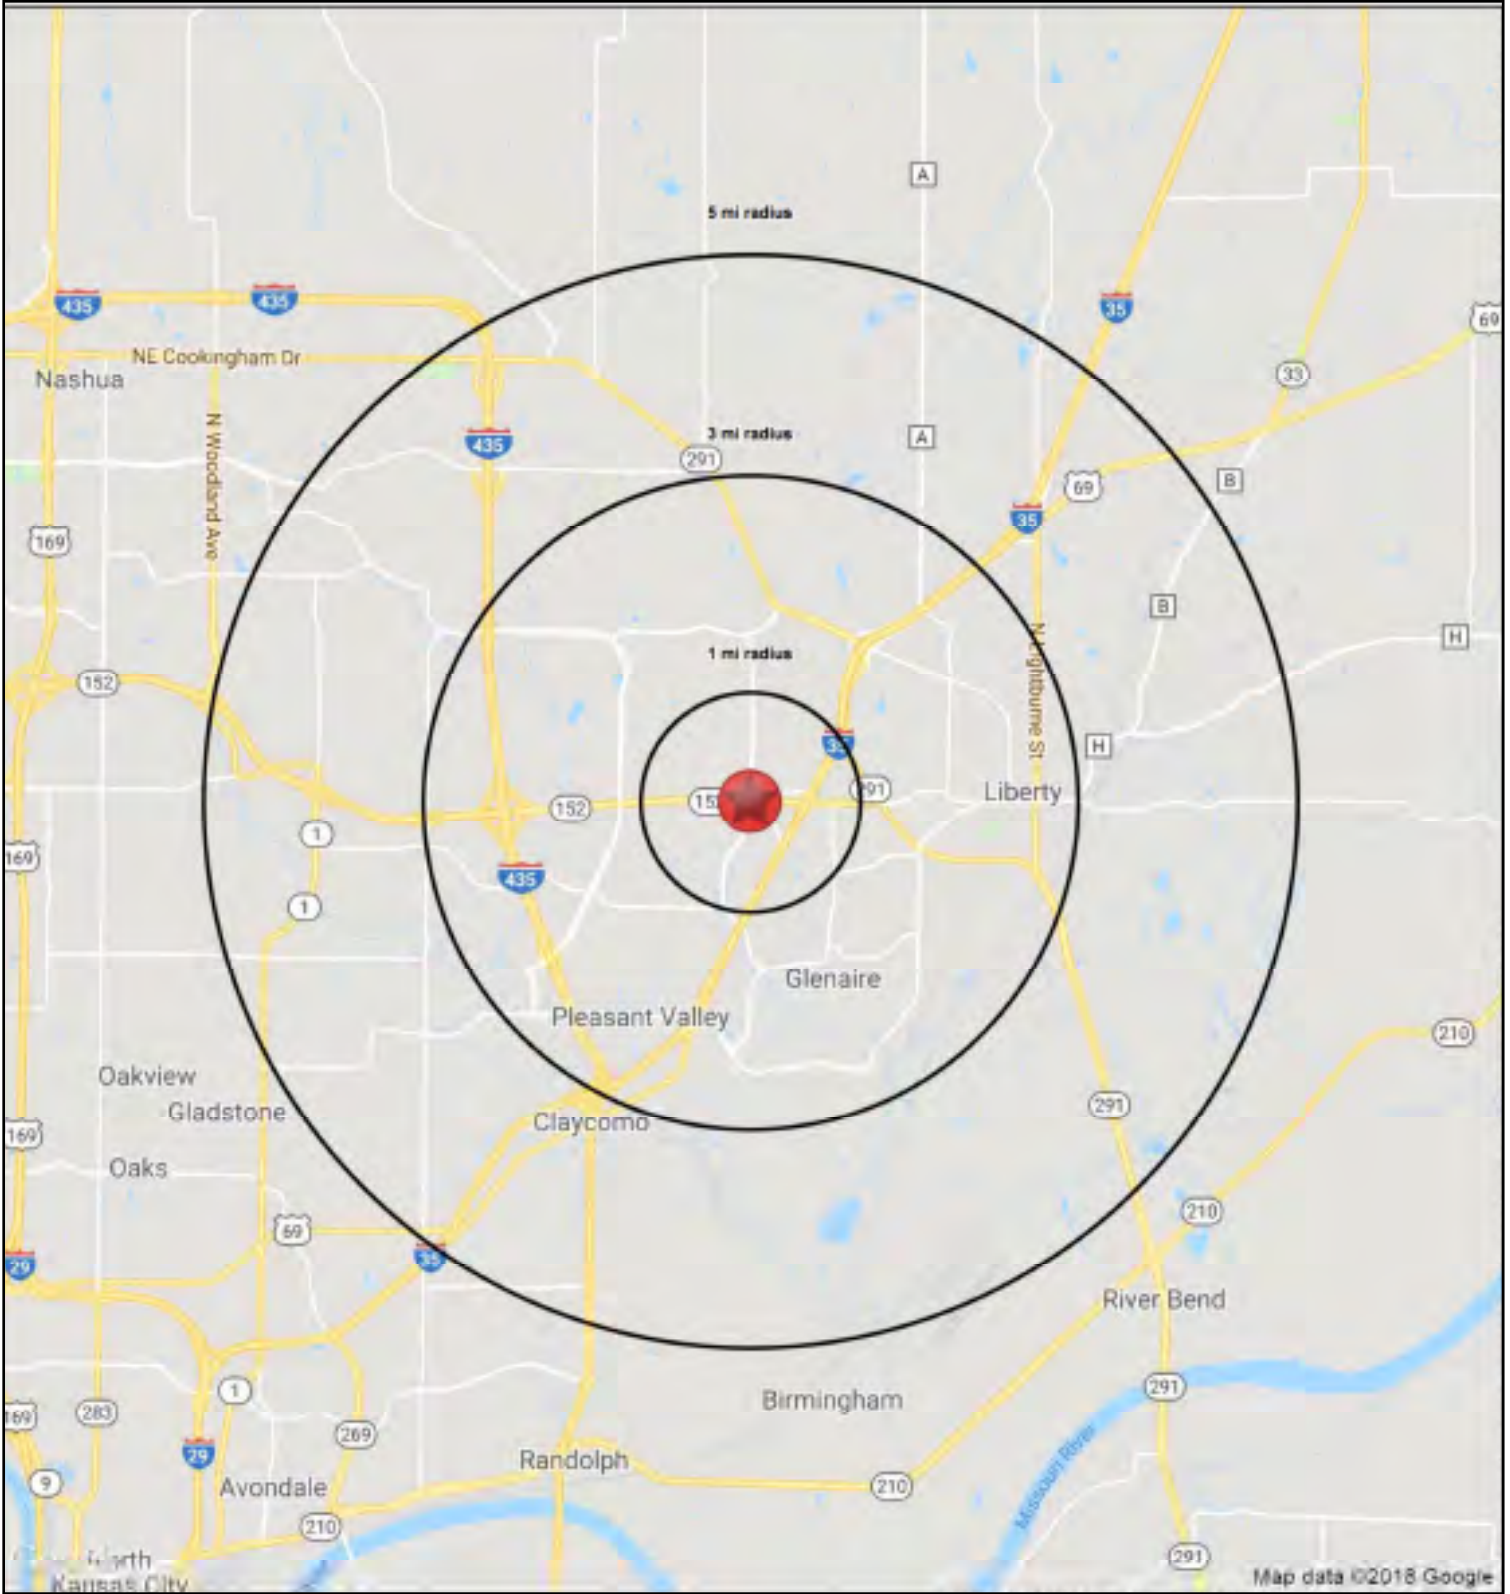 A
5 mi radius
435
435
35
69
NE Cookingham Dr
Nashua
33
N Woodland Ave
435
3 mi radius
A
291
69
B
35
169
B
N Lightburne St
H
1 mi radius
152
35
H
291
Liberty
152
1
169
435
1
Glenaire
Pleasant Valley
210
Oakview
Gladstone
291
Claycomo
169
Oaks
210
69
35
29
River Bend
291
1
Birmingham
283
169
269
29
Missouri River
Randolph
9
Avondale
210
210
291
North
Kansas City
Map data ©2018 Google